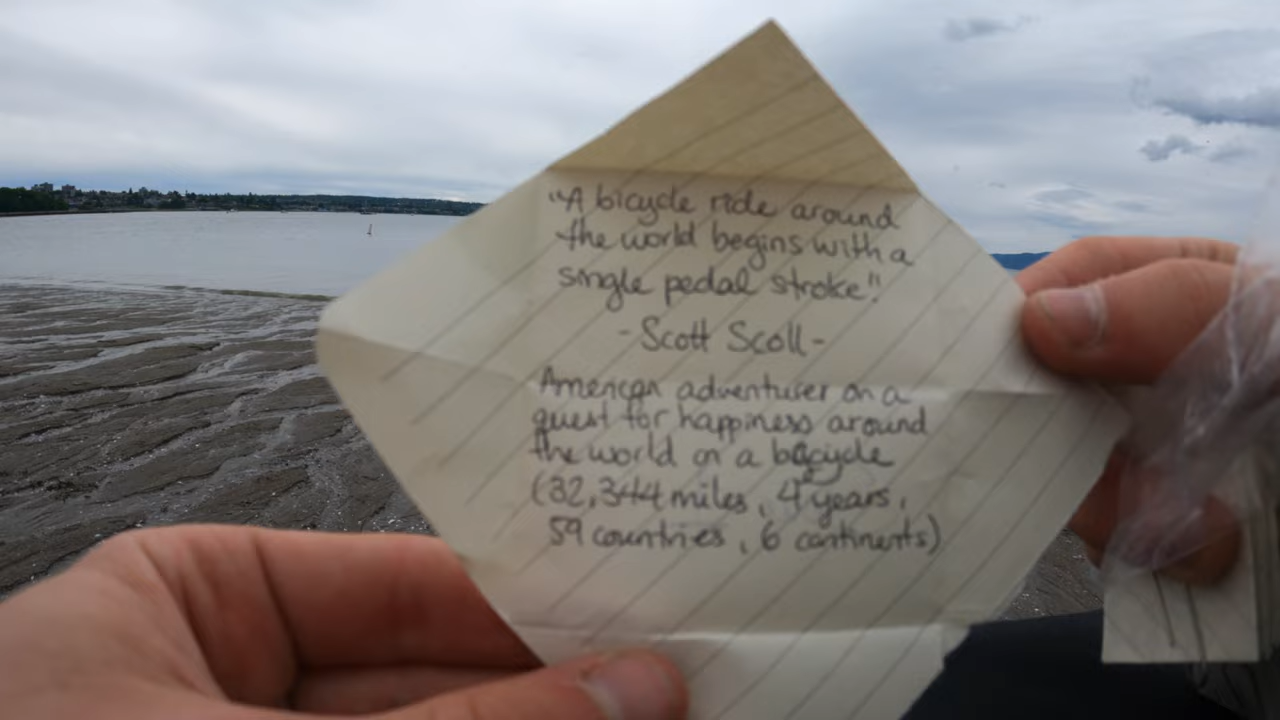 "A bicycle ride around
the world begins with a
single pedal stroke".
-Scott Scoll-
American adventurer on a
quest for happiness around
the world on a bicycle
(32,344 miles, 4 years,
59 countries, 6 continents)